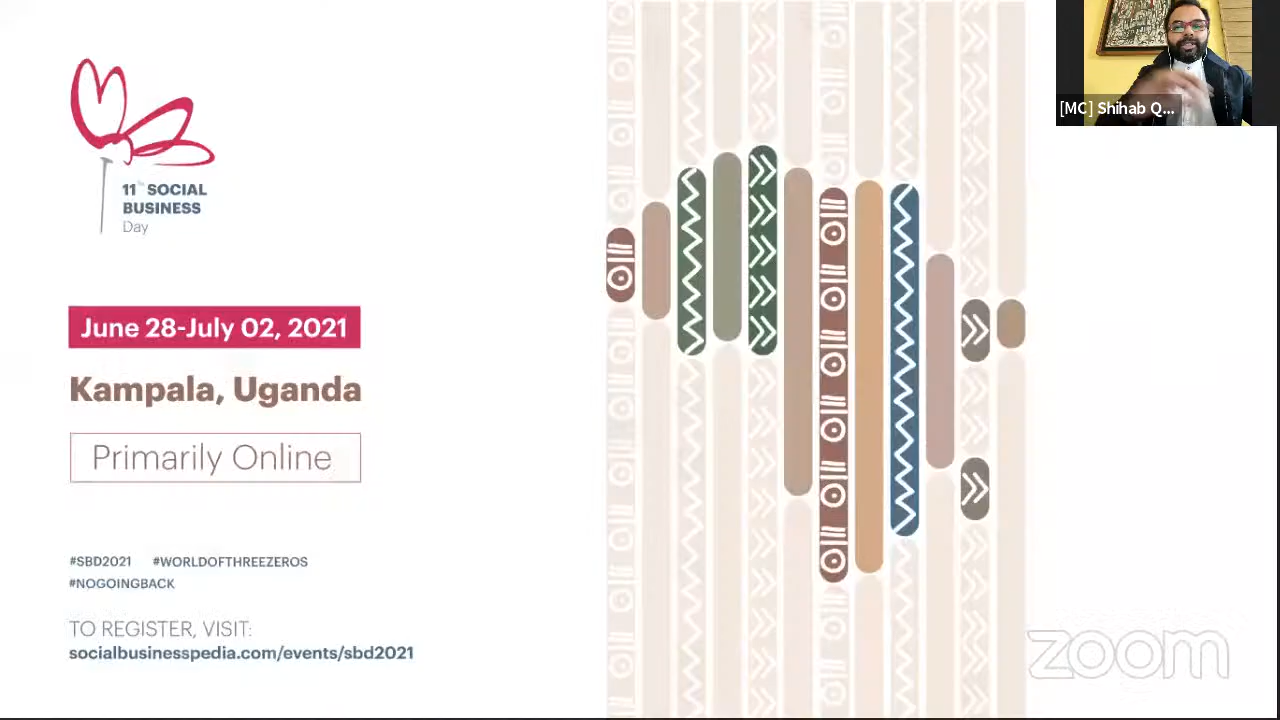 11th SOCIAL
BUSINESS
Day
June 28-July 02, 2021
Kampala, Uganda
Primarily Online
#SBD2021 #WORLDOFTHREEZEROS
#NOGOINGBACK
TO REGISTER, VISIT:
socialbusinesspedia.com/events/sbd2021
[MC] Shihab Q...
zoom